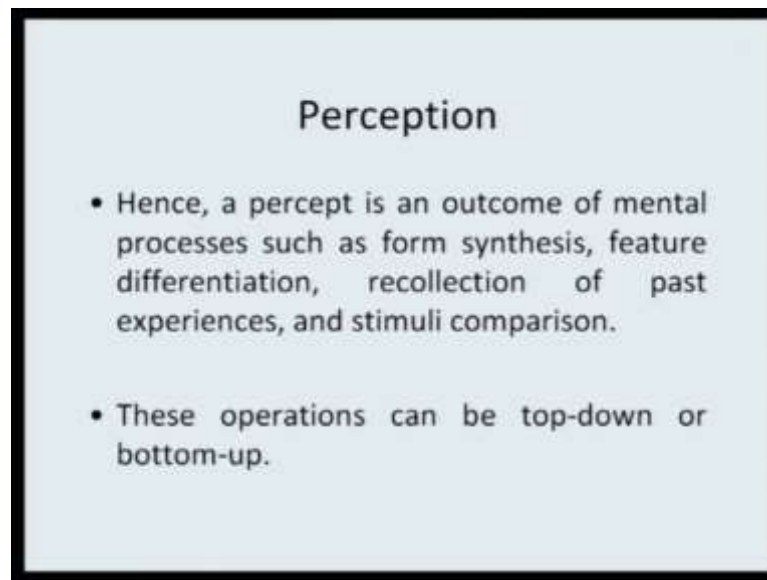 Perception
• Hence, a percept is an outcome of mental
processes such as form synthesis, feature
differentiation, recollection of past
experiences, and stimuli comparison.
• These operations can be top-down or
bottom-up.